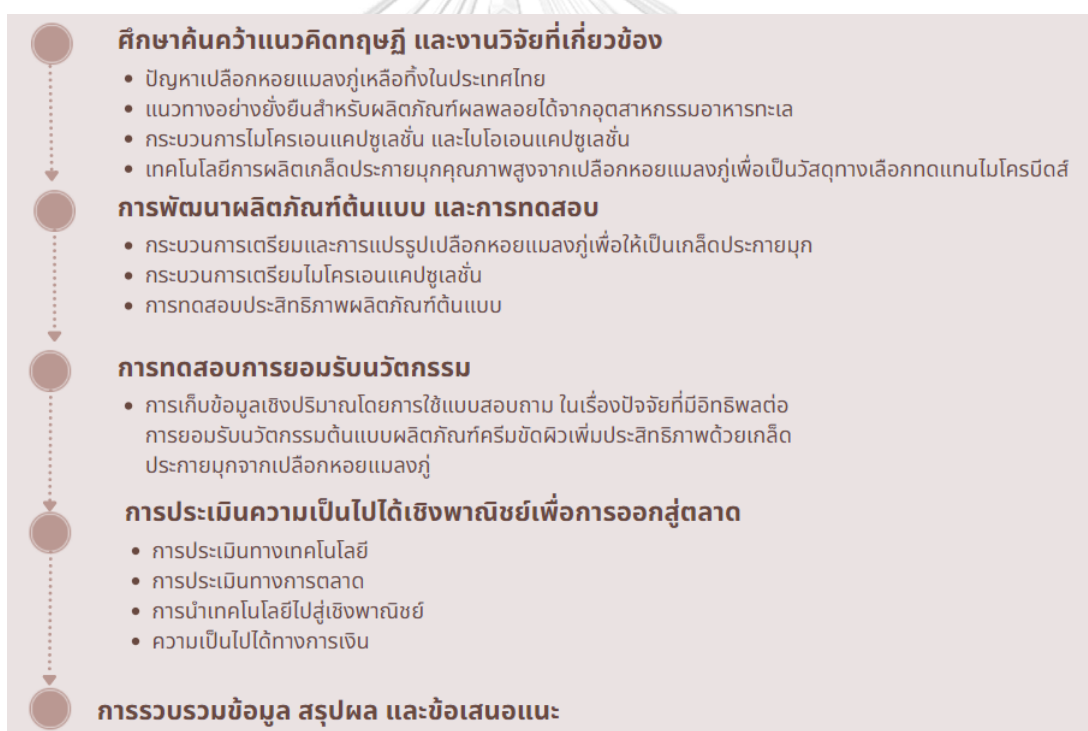 ศึกษาค้นคว้าแนวคิดทฤษฏี และงานวิจัยที่เกี่ยวข้อง
• ปัญหาเปลือกหอยแมลงภู่เหลือทิ้งในประเทศไทย
• แนวทางอย่างยั่งยืนสำหรับผลิตภัณฑ์ผลพลอยได้จากอุตสาหกรรมอาหารทะเล
• กระบวนการไมโครเอนแคปซูเลชั่น และไบโอเอนแคปซูเลชั่น
• เทคโนโลยีการผลิตเกล็ดประกายมุกคุณภาพสูงจากเปลือกหอยแมลงภู่เพื่อเป็นวัสดุทางเลือกทดแทนไมโครบีดส์
การพัฒนาผลิตภัณฑ์ต้นแบบ และการทดสอบ
• กระบวนการเตรียมและการแปรรูปเปลือกหอยแมลงภู่เพื่อให้เป็นเกล็ดประกายมุก
• กระบวนการเตรียมไมโครเอนแคปซูเลชั่น
• การทดสอบประสิทธิภาพผลิตภัณฑ์ต้นแบบ
การทดสอบการยอมรับนวัตกรรม
• การเก็บข้อมูลเชิงปริมาณโดยการใช้แบบสอบถาม ในเรื่องปัจจัยที่มีอิทธิพลต่อ
การยอมรับนวัตกรรมต้นแบบผลิตภัณฑ์ครีมขัดผิวเพิ่มประสิทธิภาพด้วยเกล็ด
ประกายมุกจากเปลือกหอยแมลงภู่
การประเมินความเป็นไปได้เชิงพาณิชย์เพื่อการออกสู่ตลาด
• การประเมินทางเทคโนโลยี
• การประเมินทางการตลาด
• การนำเทคโนโลยีไปสู่เชิงพาณิชย์
• ความเป็นไปได้ทางการเงิน
การรวบรวมข้อมูล สรุปผล และข้อเสนอแนะ